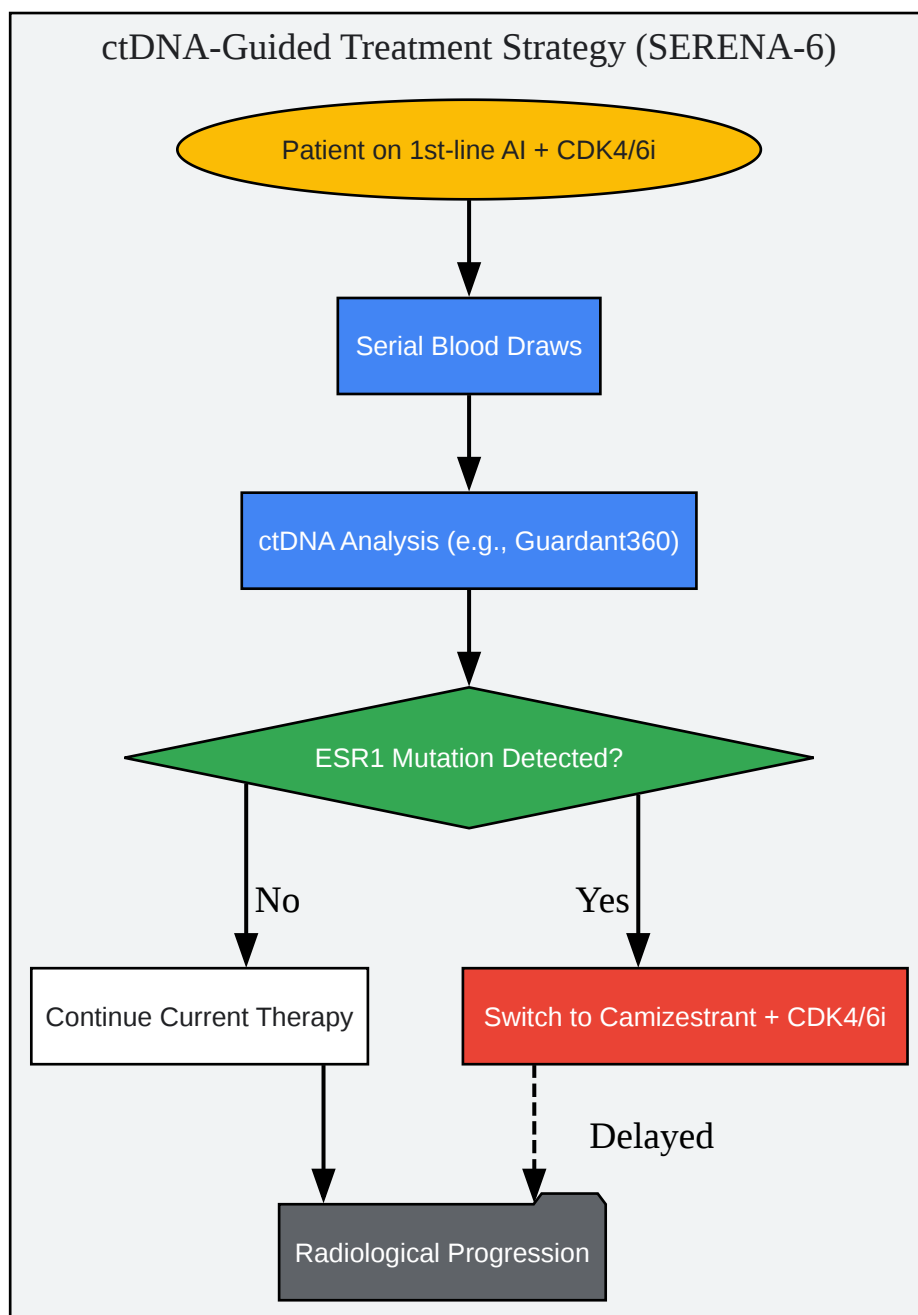 ctDNA-Guided Treatment Strategy (SERENA-6)
Patient on 1st-line AI + CDK4/6i
Serial Blood Draws
ctDNA Analysis (e.g., Guardant360)
ESR1 Mutation Detected?
No
Yes
Continue Current Therapy
Switch to Camizestrant + CDK4/6i
Delayed
Radiological Progression